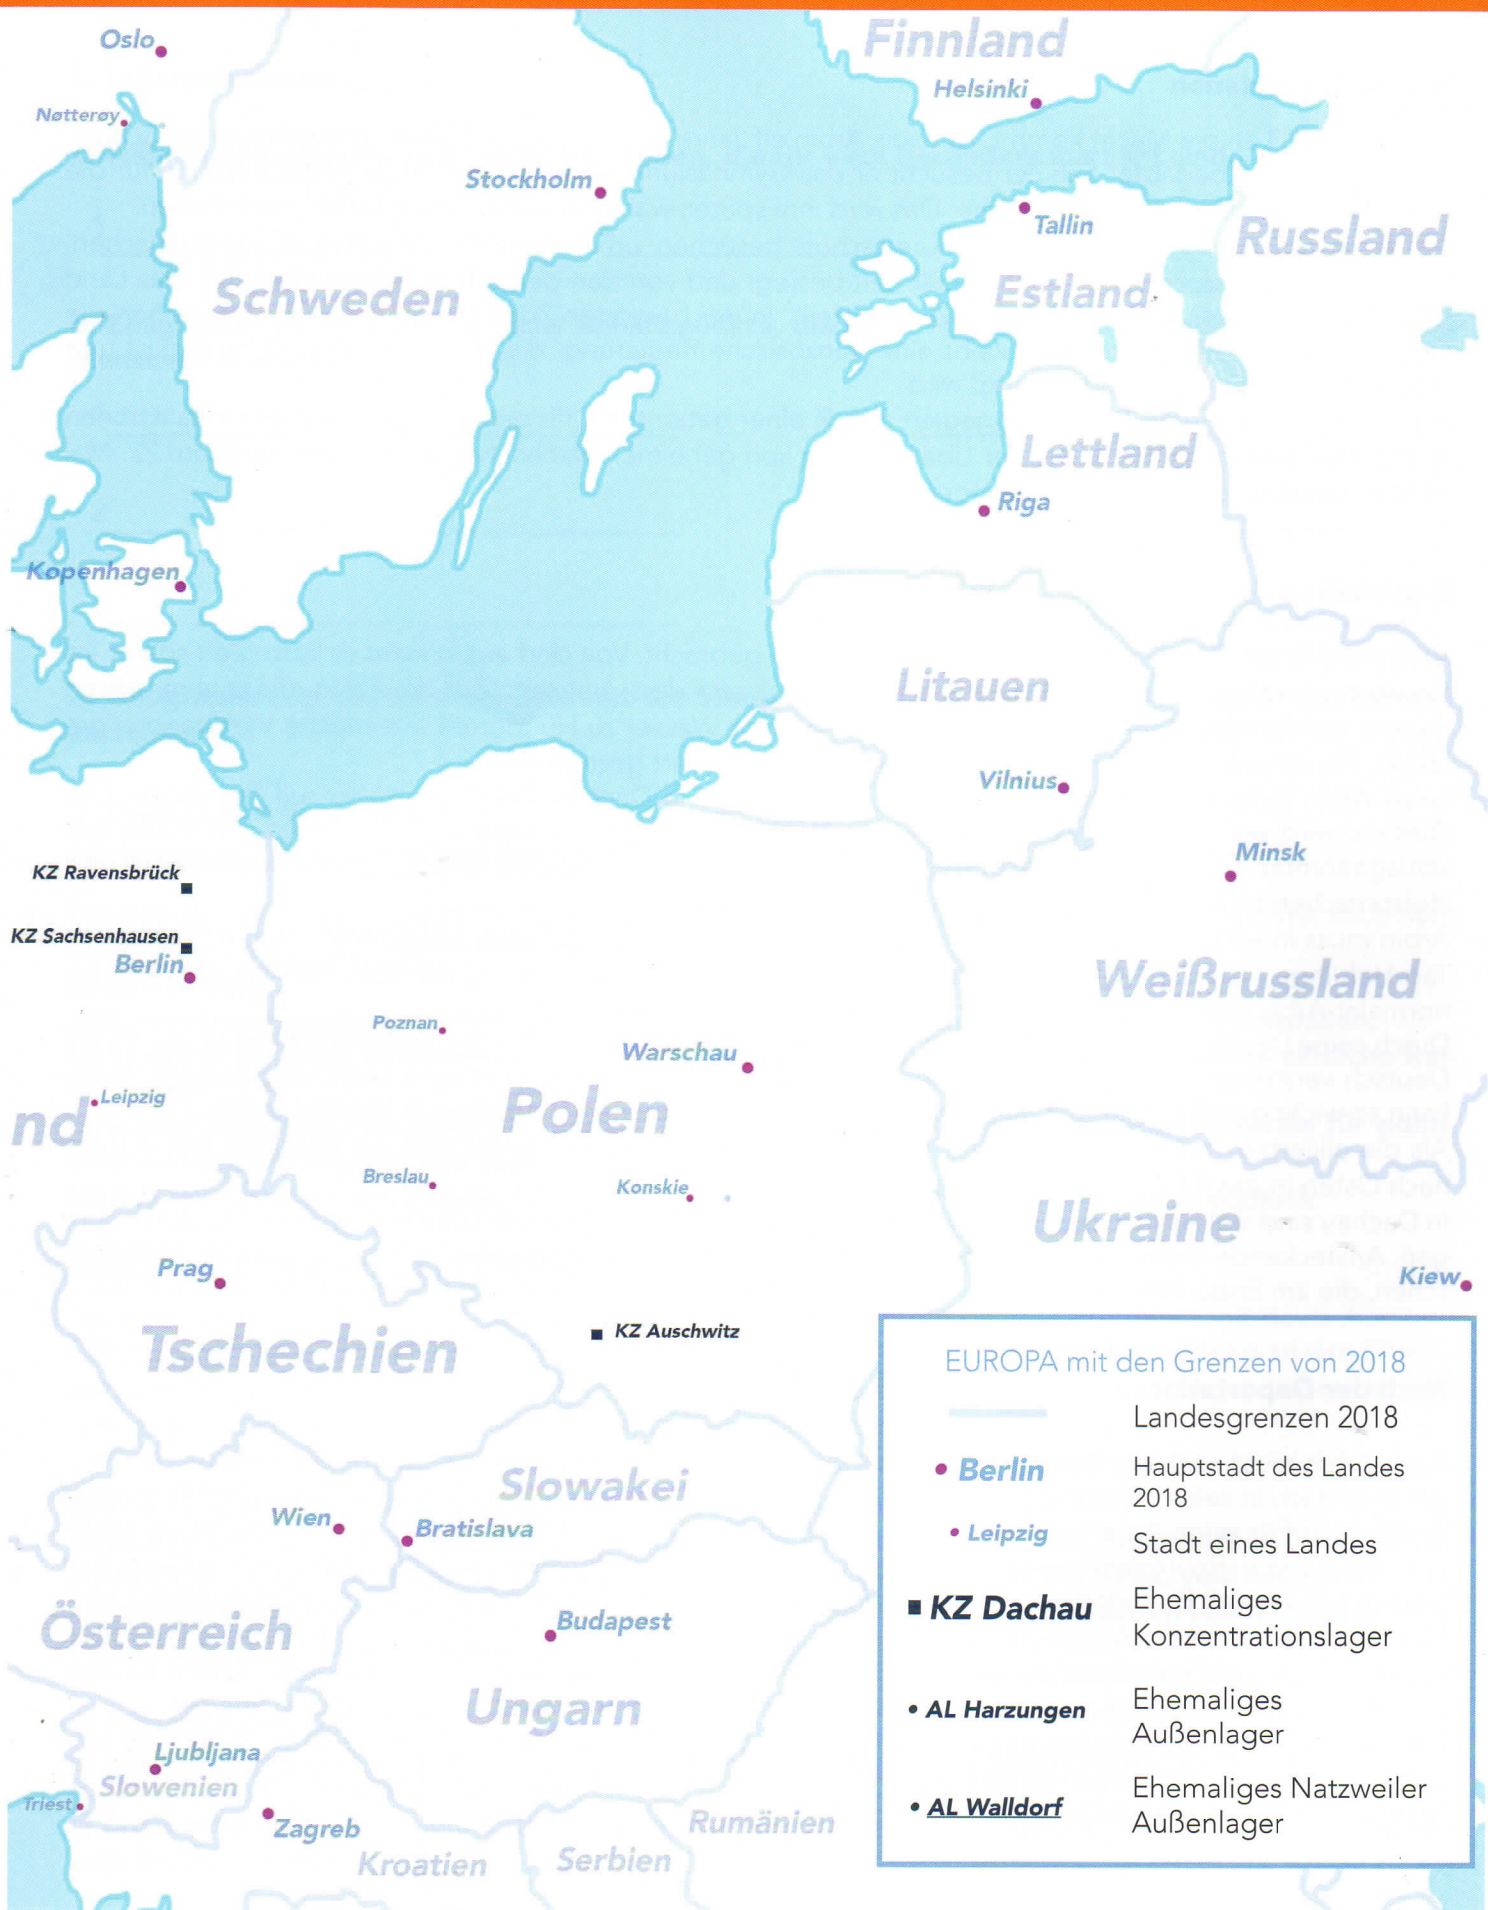 Oslo
Finnland
Helsinki
Nøtterøy
Stockholm
Tallin
Russland
Schweden
Estland
Lettland
Riga
Kopenhagen
Litauen
Vilnius
Minsk
KZ Ravensbrück
KZ Sachsenhausen
Berlin
Weißrussland
Poznan
Warschau
Leipzig
nd
Polen
Breslau
Konskie
Ukraine
Prag
Kiew
KZ Auschwitz
Tschechien
Slowakei
Wien
Bratislava
Österreich
Budapest
Ungarn
Ljubljana
Slowenien
Triest
Zagreb
Rumänien
Kroatien
Serbien
EUROPA mit den Grenzen von 2018
Landesgrenzen 2018
Berlin
Hauptstadt des Landes
2018
Leipzig
Stadt eines Landes
KZ Dachau
Ehemaliges
Konzentrationslager
AL Harzungen
Ehemaliges
Außenlager
AL Walldorf
Ehemaliges Natzweiler
Außenlager